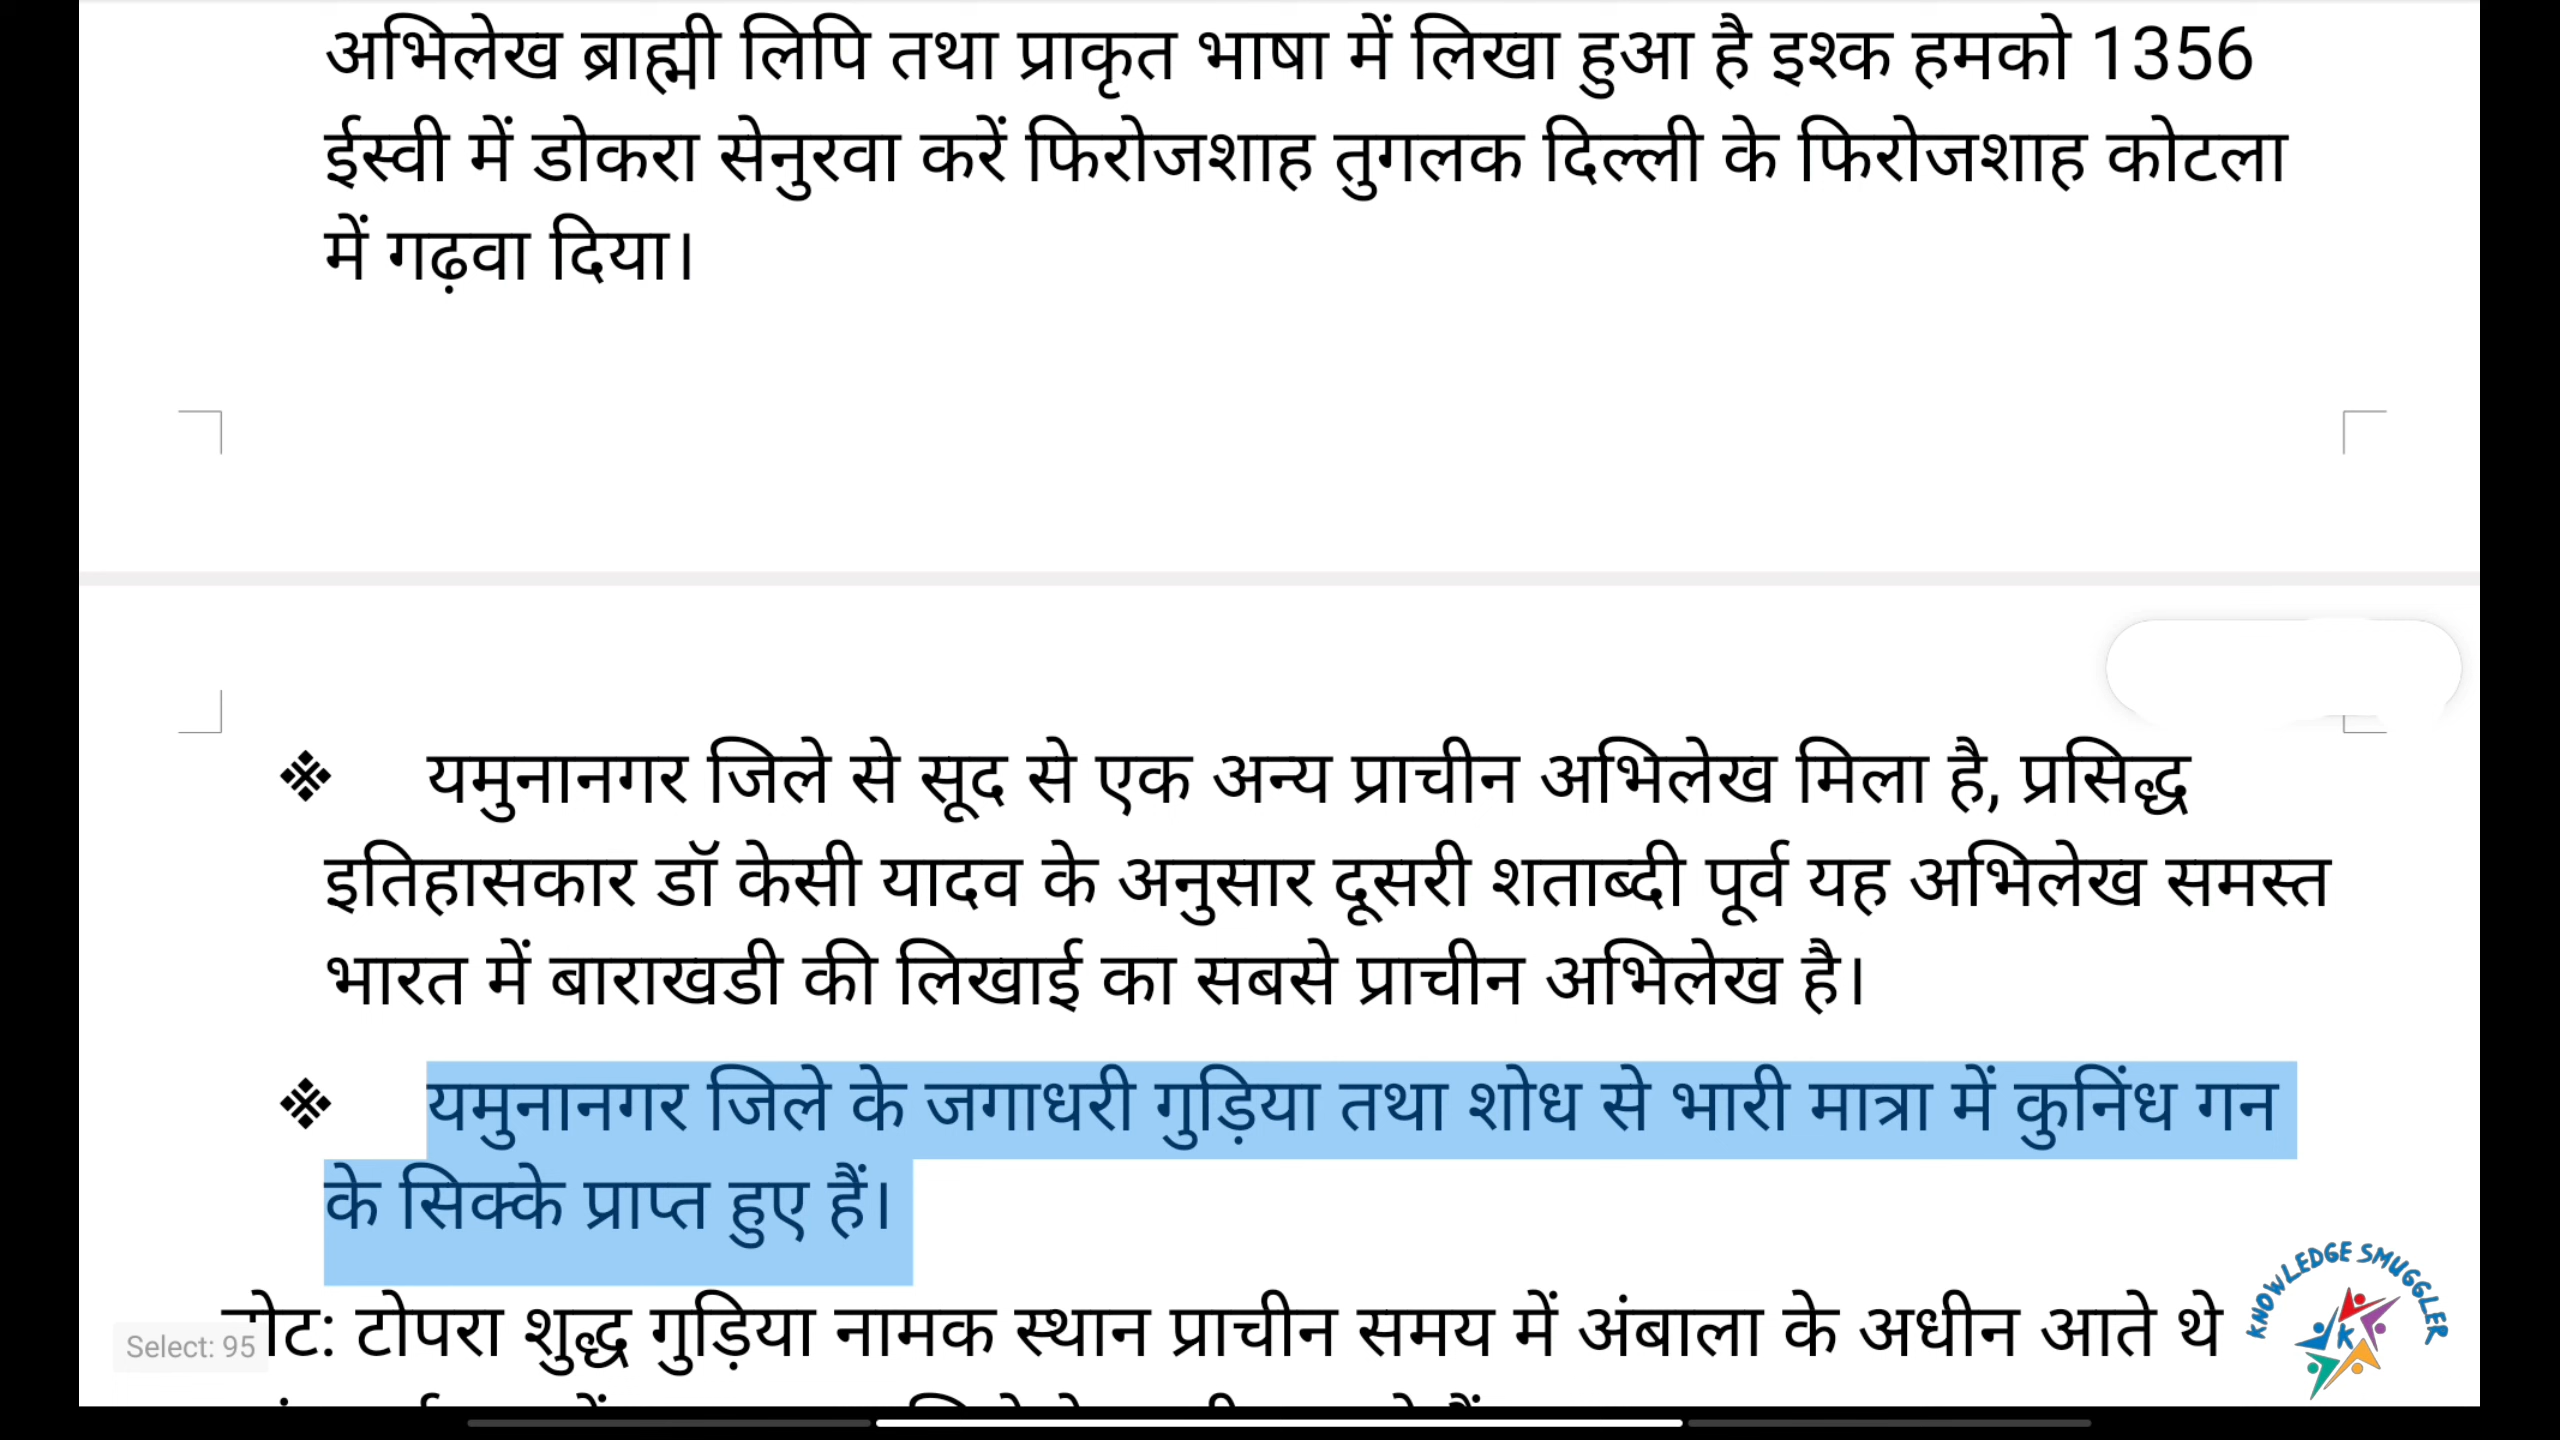 अभिलेख ब्राह्मी लिपि तथा प्राकृत भाषा में लिखा हुआ है इश्क हमको 1356
ईस्वी में डोकरा सेनुरवा करें फिरोजशाह तुगलक दिल्ली के फिरोजशाह कोटला
में गढ़वा दिया।
❖ यमुनानगर जिले से सूद से एक अन्य प्राचीन अभिलेख मिला है, प्रसिद्ध
इतिहासकार डॉ केसी यादव के अनुसार दूसरी शताब्दी पूर्व यह अभिलेख समस्त
भारत में बाराखडी की लिखाई का सबसे प्राचीन अभिलेख है।
❖ यमुनानगर जिले के जगाधरी गुड़िया तथा शोध से भारी मात्रा में कुनिंध गन
के सिक्के प्राप्त हुए हैं।
नोट: टोपरा शुद्ध गुड़िया नामक स्थान प्राचीन समय में अंबाला के अधीन आते थे
Select: 95
KNOWLEDGE SMUGGLER
K